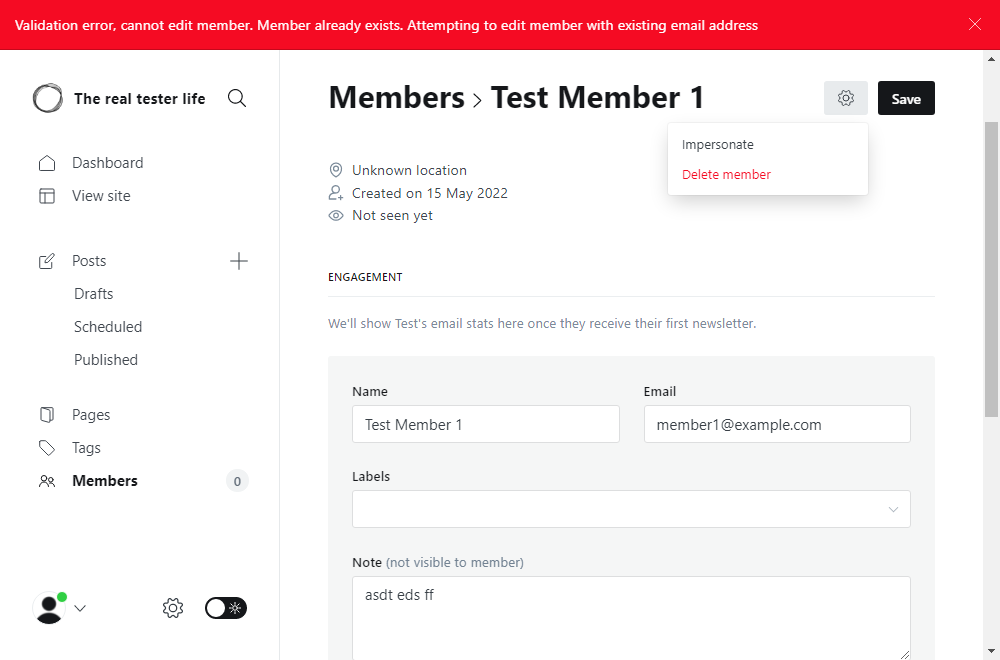 Validation error, cannot edit member. Member already exists. Attempting to edit member with existing email address
The real tester life
Dashboard
View site
Posts
Drafts
Scheduled
Published
Pages
Tags
Members 0
Members > Test Member 1
Save
Impersonate
Delete member
Unknown location
Created on 15 May 2022
Not seen yet
ENGAGEMENT
We'll show Test's email stats here once they receive their first newsletter.
Name
Test Member 1
Email
member1@example.com
Labels
Note (not visible to member)
asdt eds ff